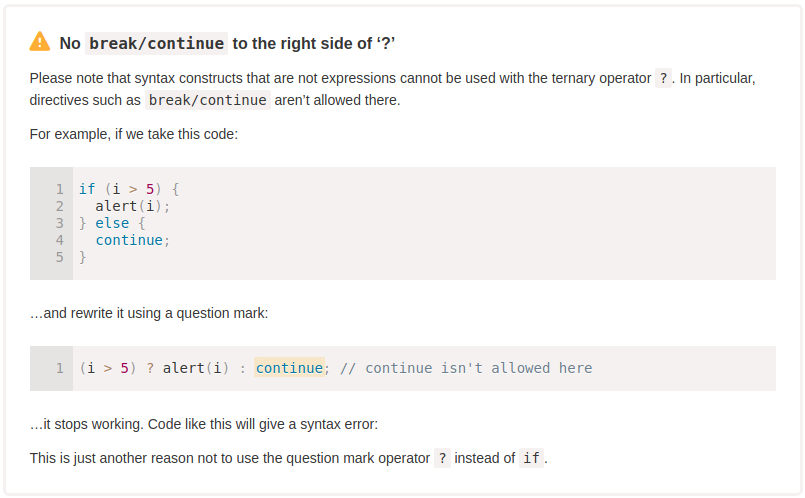 No break/continue to the right side of ‘?’
Please note that syntax constructs that are not expressions cannot be used with the ternary operator ?. In particular,
directives such as break/continue aren’t allowed there.
For example, if we take this code:
1 if (i > 5) {
2   alert(i);
3 } else {
4   continue;
5 }
…and rewrite it using a question mark:
1 (i > 5) ? alert(i) : continue; // continue isn't allowed here
…it stops working. Code like this will give a syntax error:
This is just another reason not to use the question mark operator ? instead of if.